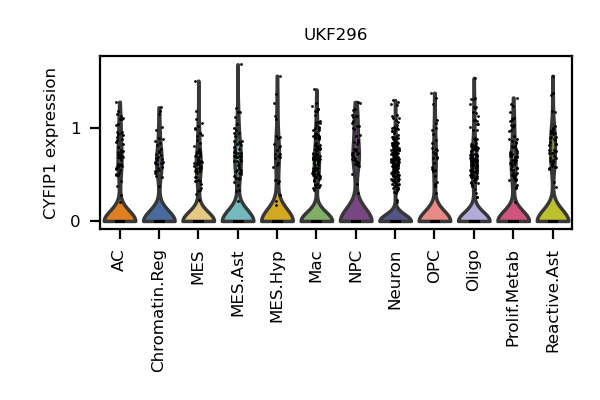 UKF296
CYFIP1 expression
1
0
AC
Chromatin.Reg
MES
MES.Ast
MES.Hyp
Mac
NPC
Neuron
OPC
Oligo
Prolif.Metab
Reactive.Ast